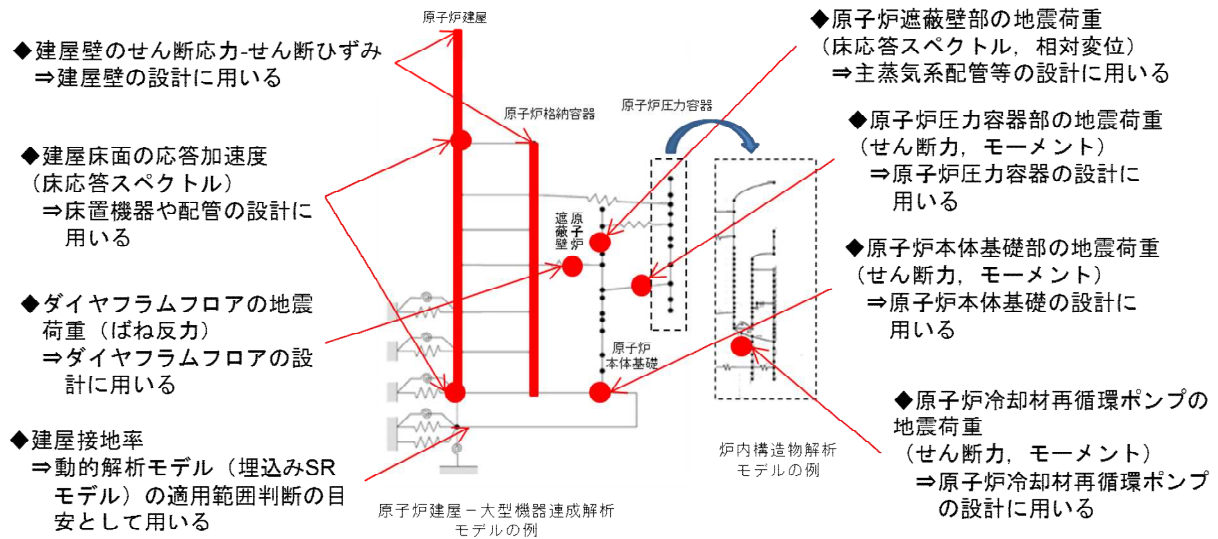 ◆建屋壁のせん断応力-せん断ひずみ
⇒建屋壁の設計に用いる
◆建屋床面の応答加速度
(床応答スペクトル)
⇒床置機器や配管の設計に
用いる
◆ダイヤフラムフロアの地震
荷重（ばね反力）
⇒ダイヤフラムフロアの設
計に用いる
◆建屋接地率
⇒動的解析モデル（埋込みSR
モデル）の適用範囲判断の目
安として用いる
原子炉建屋
原子炉格納容器
原子炉圧力容器
原子炉
遮蔽壁
原子炉
本体基礎
原子炉建屋－大型機器連成解析
モデルの例
炉内構造物解析
モデルの例
◆原子炉遮蔽壁部の地震荷重
(床応答スペクトル，相対変位)
⇒主蒸気系配管等の設計に用いる
◆原子炉圧力容器部の地震荷重
(せん断力，モーメント)
⇒原子炉圧力容器の設計に
用いる
◆原子炉本体基礎部の地震荷重
(せん断力，モーメント)
⇒原子炉本体基礎の設計に
用いる
◆原子炉冷却材再循環ポンプの
地震荷重
(せん断力，モーメント)
⇒原子炉冷却材再循環ポンプ
の設計に用いる